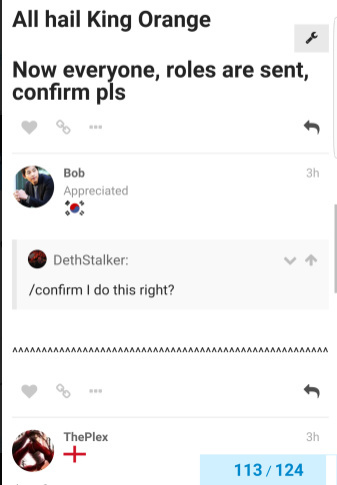 All hail King Orange
Now everyone, roles are sent,
confirm pls
Bob
3h
Appreciated
DethStalker:
/confirm I do this right?
^^^^^^^^^^^^^^^^^^^^^^^^^^^^^^^^^^^^^^^^^^^^^^^^^^^^^
ThePlex
3h
113 / 124